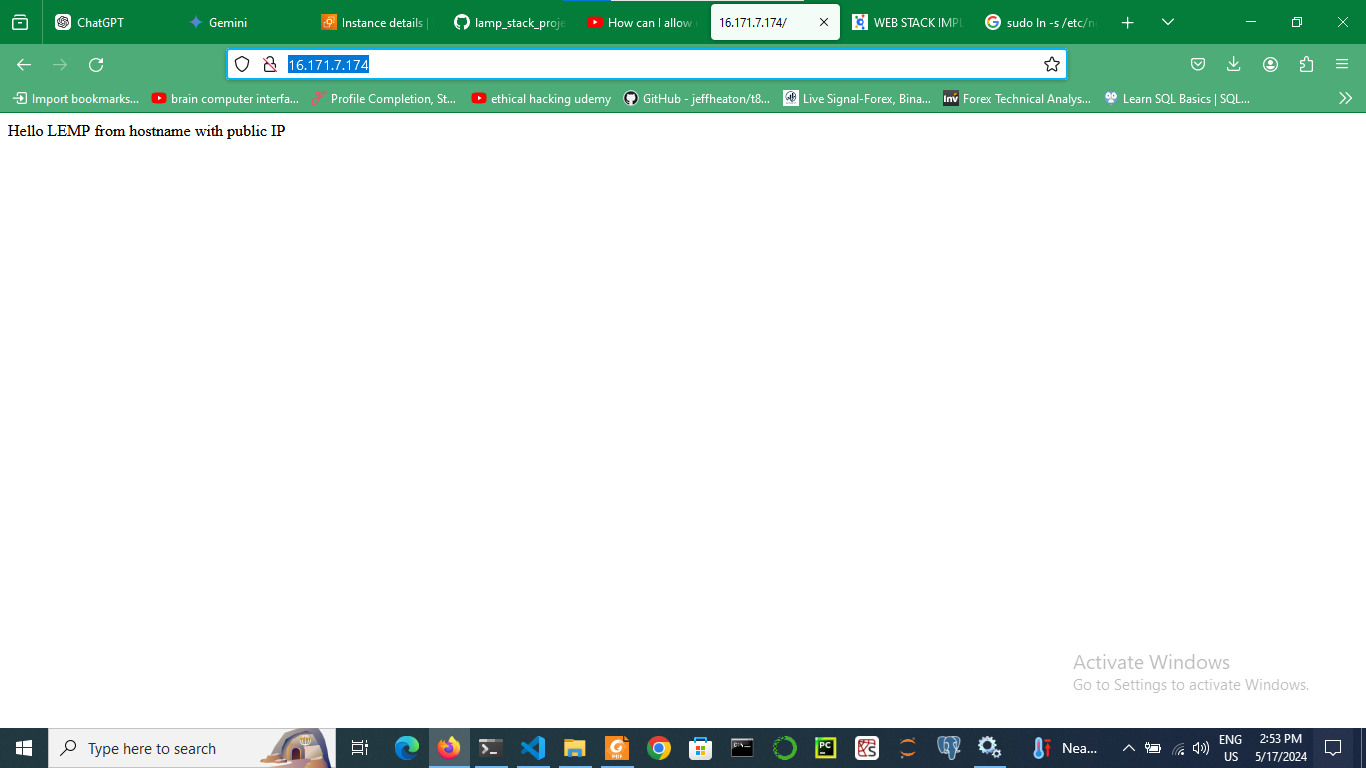 ChatGPT
Gemini
Instance details |
lamp_stack_proje
How can I allow
16.171.7.174/
WEB STACK IMPL
sudo ln -s /etc/n
16.171.7.174
Import bookmarks...
brain computer interfa...
Profile Completion, St...
ethical hacking udemy
GitHub - jeffheaton/t8...
Live Signal-Forex, Bina...
Inv
Forex Technical Analys...
Learn SQL Basics | SQL...
Hello LEMP from hostname with public IP
Activate Windows
Go to Settings to activate Windows.
Type here to search
PDF
PC
Nea...
ENG
US
2:53 PM
5/17/2024